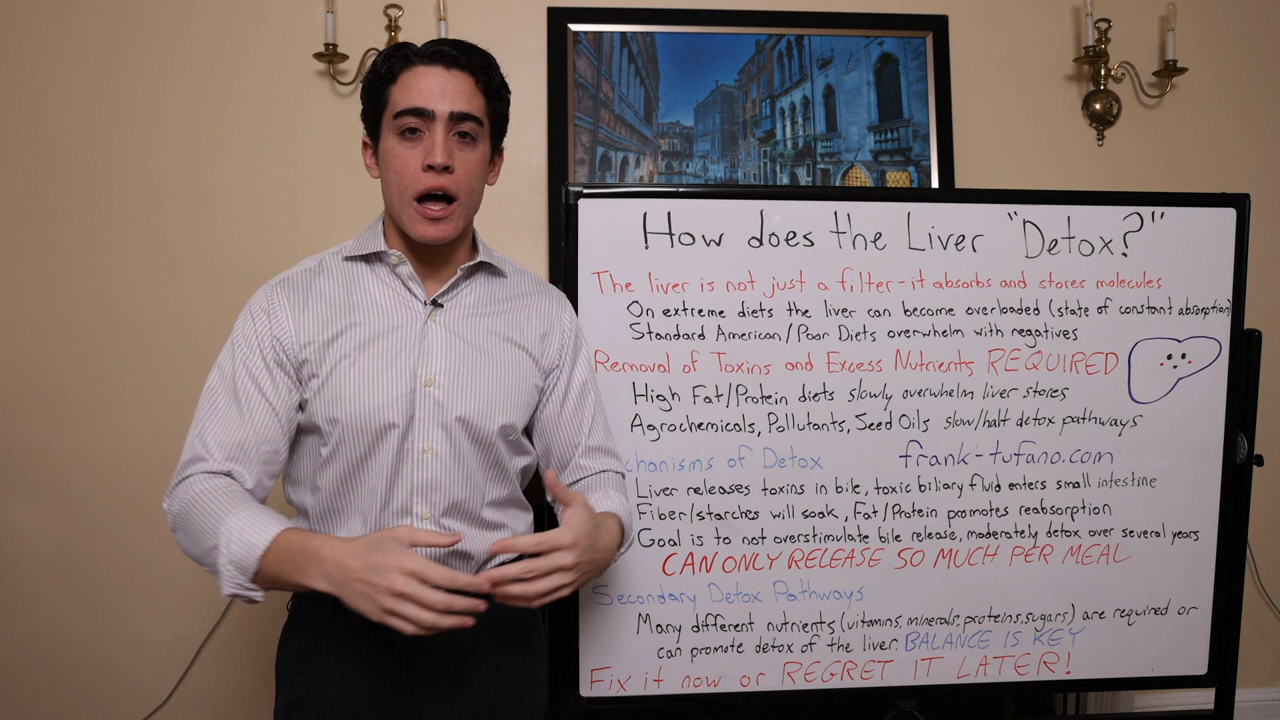 How does the Liver "Detox?"
The liver is not just a filter-it absorbs and stores molecules
On extreme diets the liver can become overloaded (state of constant absorption)
Standard American/Poor Diets overwhelm with negatives
Removal of Toxins and Excess Nutrients REQUIRED
High Fat/Protein diets slowly overwhelm liver stores
Agrochemicals, Pollutants, Seed Oils slow/halt detox pathways
chanisms of Detox
frank-tufano.com
Liver releases toxins in bile, toxic biliary fluid enters small intestine
Fiber/starches will soak, Fat/Protein promotes reabsorption
Goal is to not overstimulate bile release, moderately detox over several years
CAN ONLY RELEASE SO MUCH PER MEAL
Secondary Detox Pathways
Many different nutrients (vitamins, minerals, proteins, sugars) are required or
can promote detox of the liver. BALANCE IS KEY
Fix it now or REGRET IT LATER!